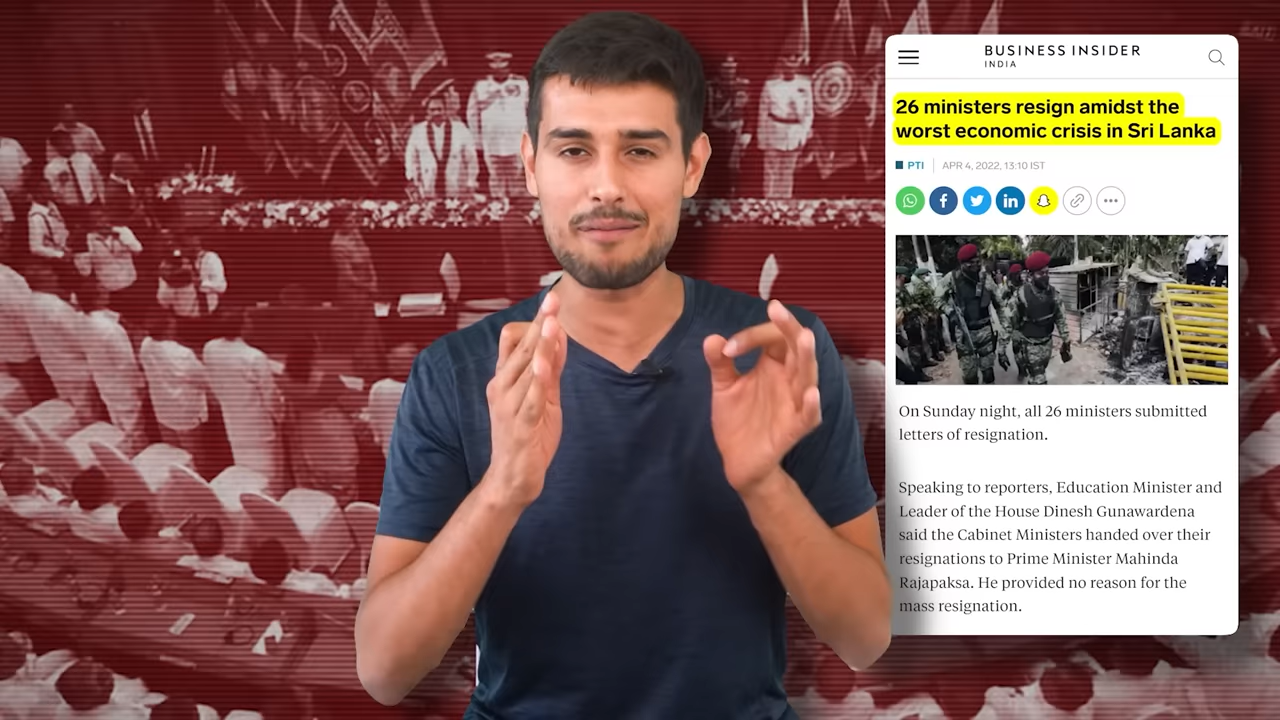 BUSINESS INSIDER
INDIA
26 ministers resign amidst the
worst economic crisis in Sri Lanka
PTI
APR 4, 2022, 13:10 IST
On Sunday night, all 26 ministers submitted
letters of resignation.
Speaking to reporters, Education Minister and
Leader of the House Dinesh Gunawardena
said the Cabinet Ministers handed over their
resignations to Prime Minister Mahinda
Rajapaksa. He provided no reason for the
mass resignation.